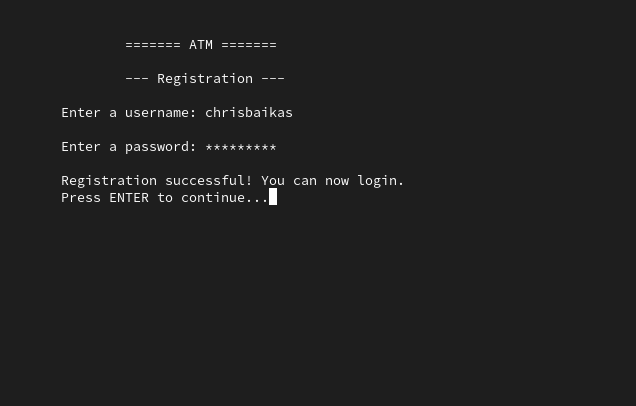 ======= ATM =======
--- Registration ---
Enter a username: chrisbaikas
Enter a password: *********
Registration successful! You can now login.
Press ENTER to continue...